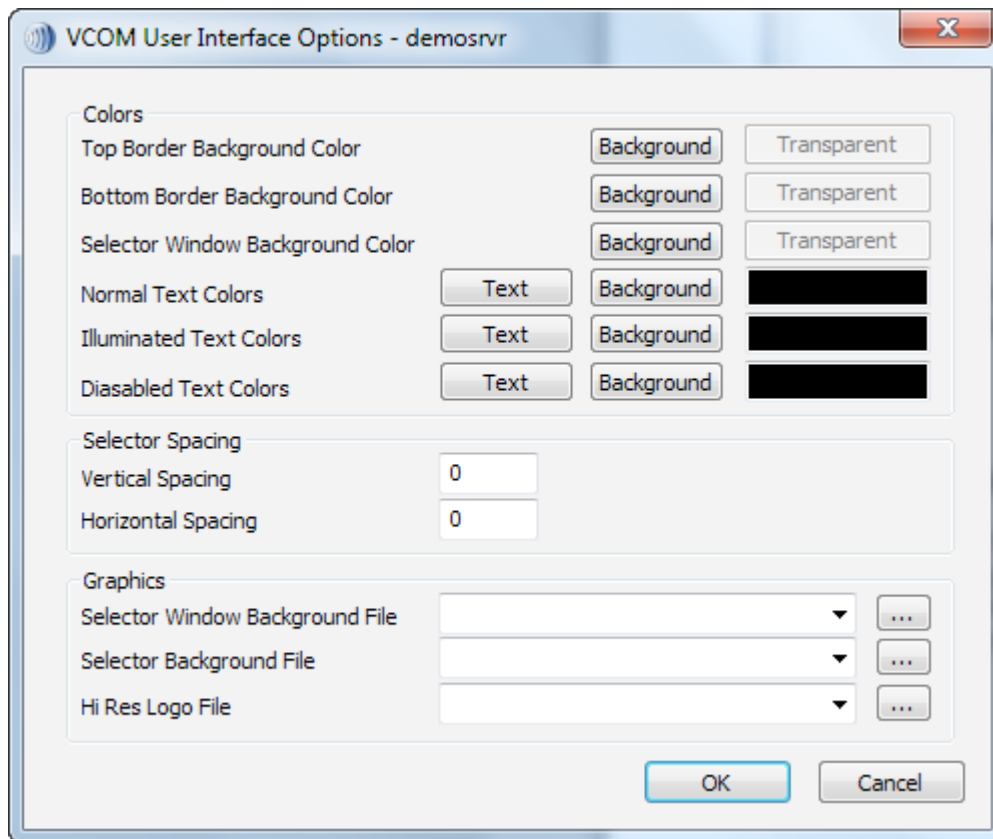 VCOM User Interface Options - demosrvr
Colors
Top Border Background Color Background Transparent
Bottom Border Background Color Background Transparent
Selector Window Background Color Background Transparent
Normal Text Colors Text Background
Illuminated Text Colors Text Background
Diasabled Text Colors Text Background
Selector Spacing
Vertical Spacing 0
Horizontal Spacing 0
Graphics
Selector Window Background File ...
Selector Background File ...
Hi Res Logo File ...
OK Cancel